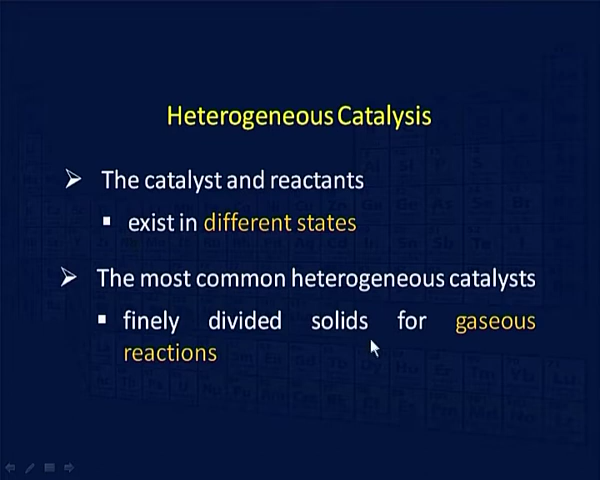 Heterogeneous Catalysis
➢ The catalyst and reactants
▪ exist in different states
➢ The most common heterogeneous catalysts
▪ finely divided solids for gaseous
reactions